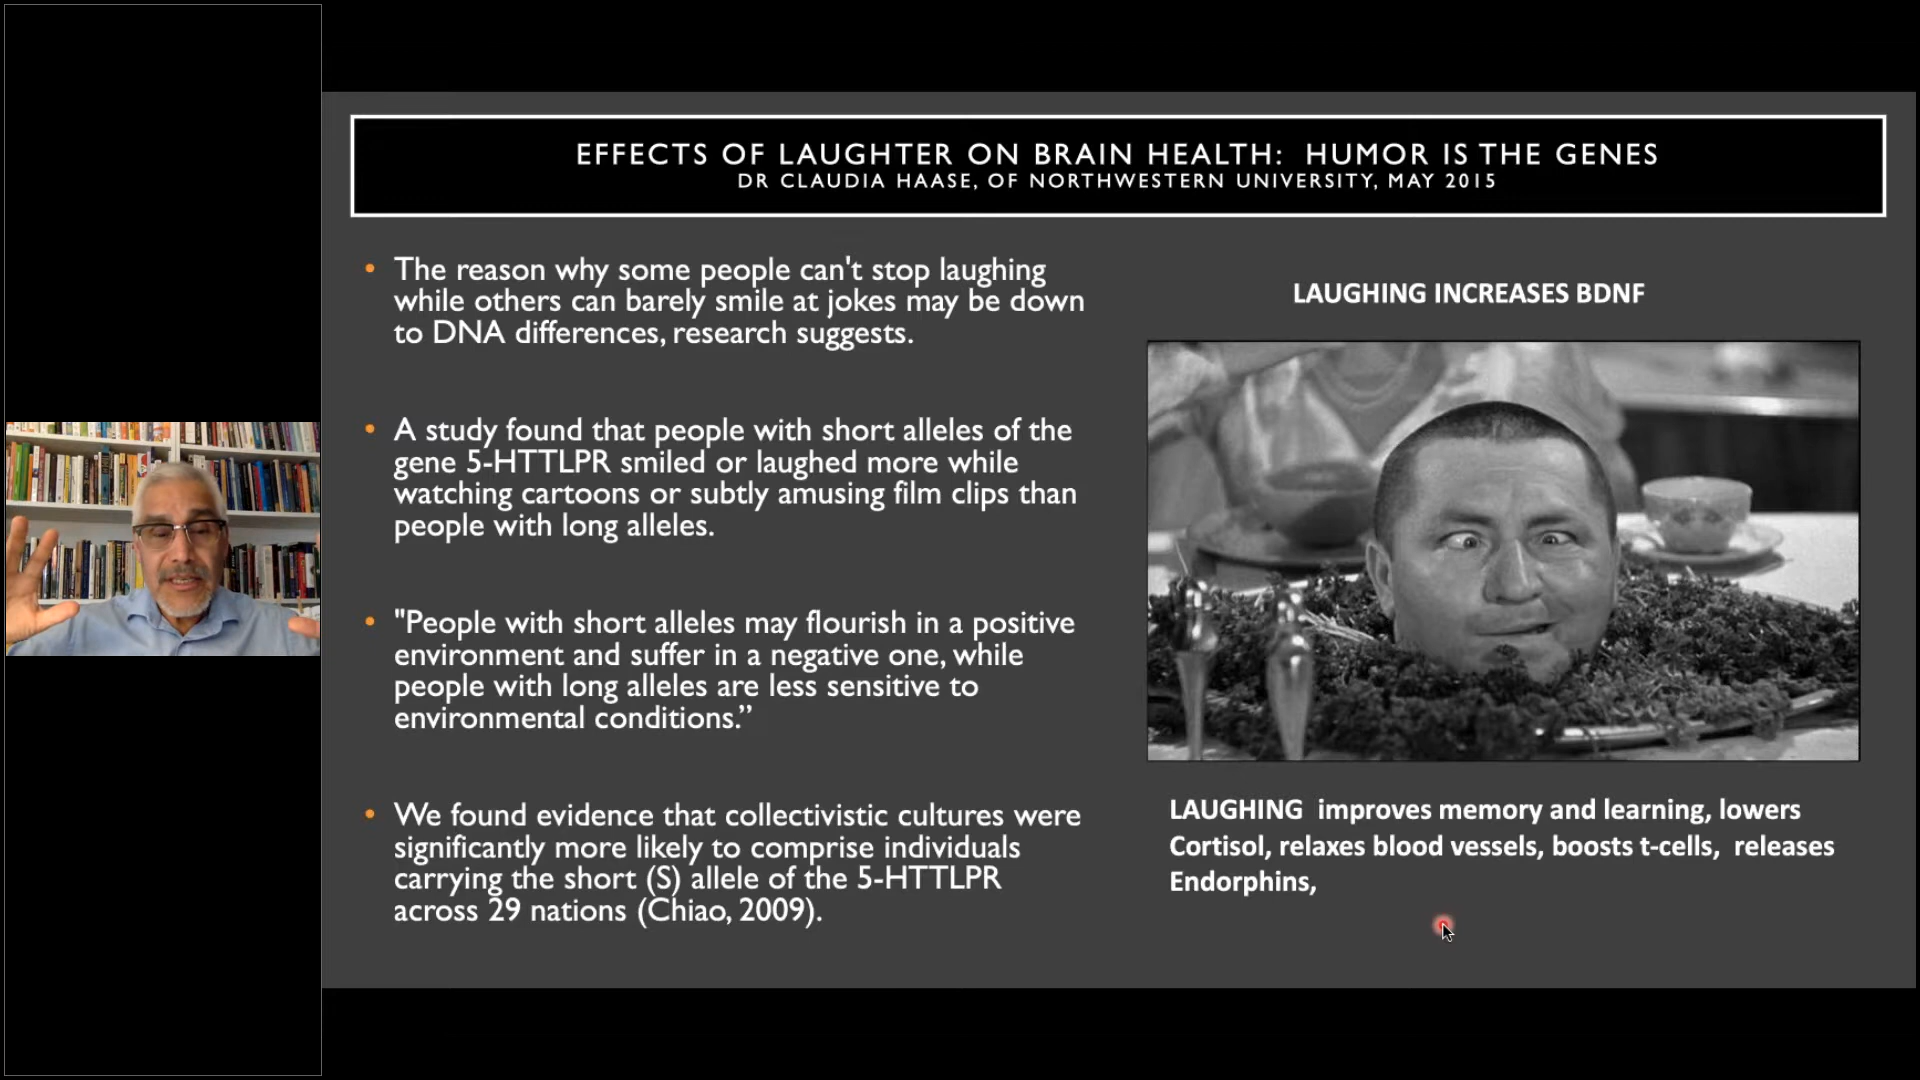 EFFECTS OF LAUGHTER ON BRAIN HEALTH:  HUMOR IS THE GENES
DR CLAUDIA HAASE, OF NORTHWESTERN UNIVERSITY, MAY 2015
• The reason why some people can't stop laughing
while others can barely smile at jokes may be down
to DNA differences, research suggests.
• A study found that people with short alleles of the
gene 5-HTTLPR smiled or laughed more while
watching cartoons or subtly amusing film clips than
people with long alleles.
• "People with short alleles may flourish in a positive
environment and suffer in a negative one, while
people with long alleles are less sensitive to
environmental conditions.”
• We found evidence that collectivistic cultures were
significantly more likely to comprise individuals
carrying the short (S) allele of the 5-HTTLPR
across 29 nations (Chiao, 2009).
LAUGHING INCREASES BDNF
LAUGHING  improves memory and learning, lowers
Cortisol, relaxes blood vessels, boosts t-cells,  releases
Endorphins,